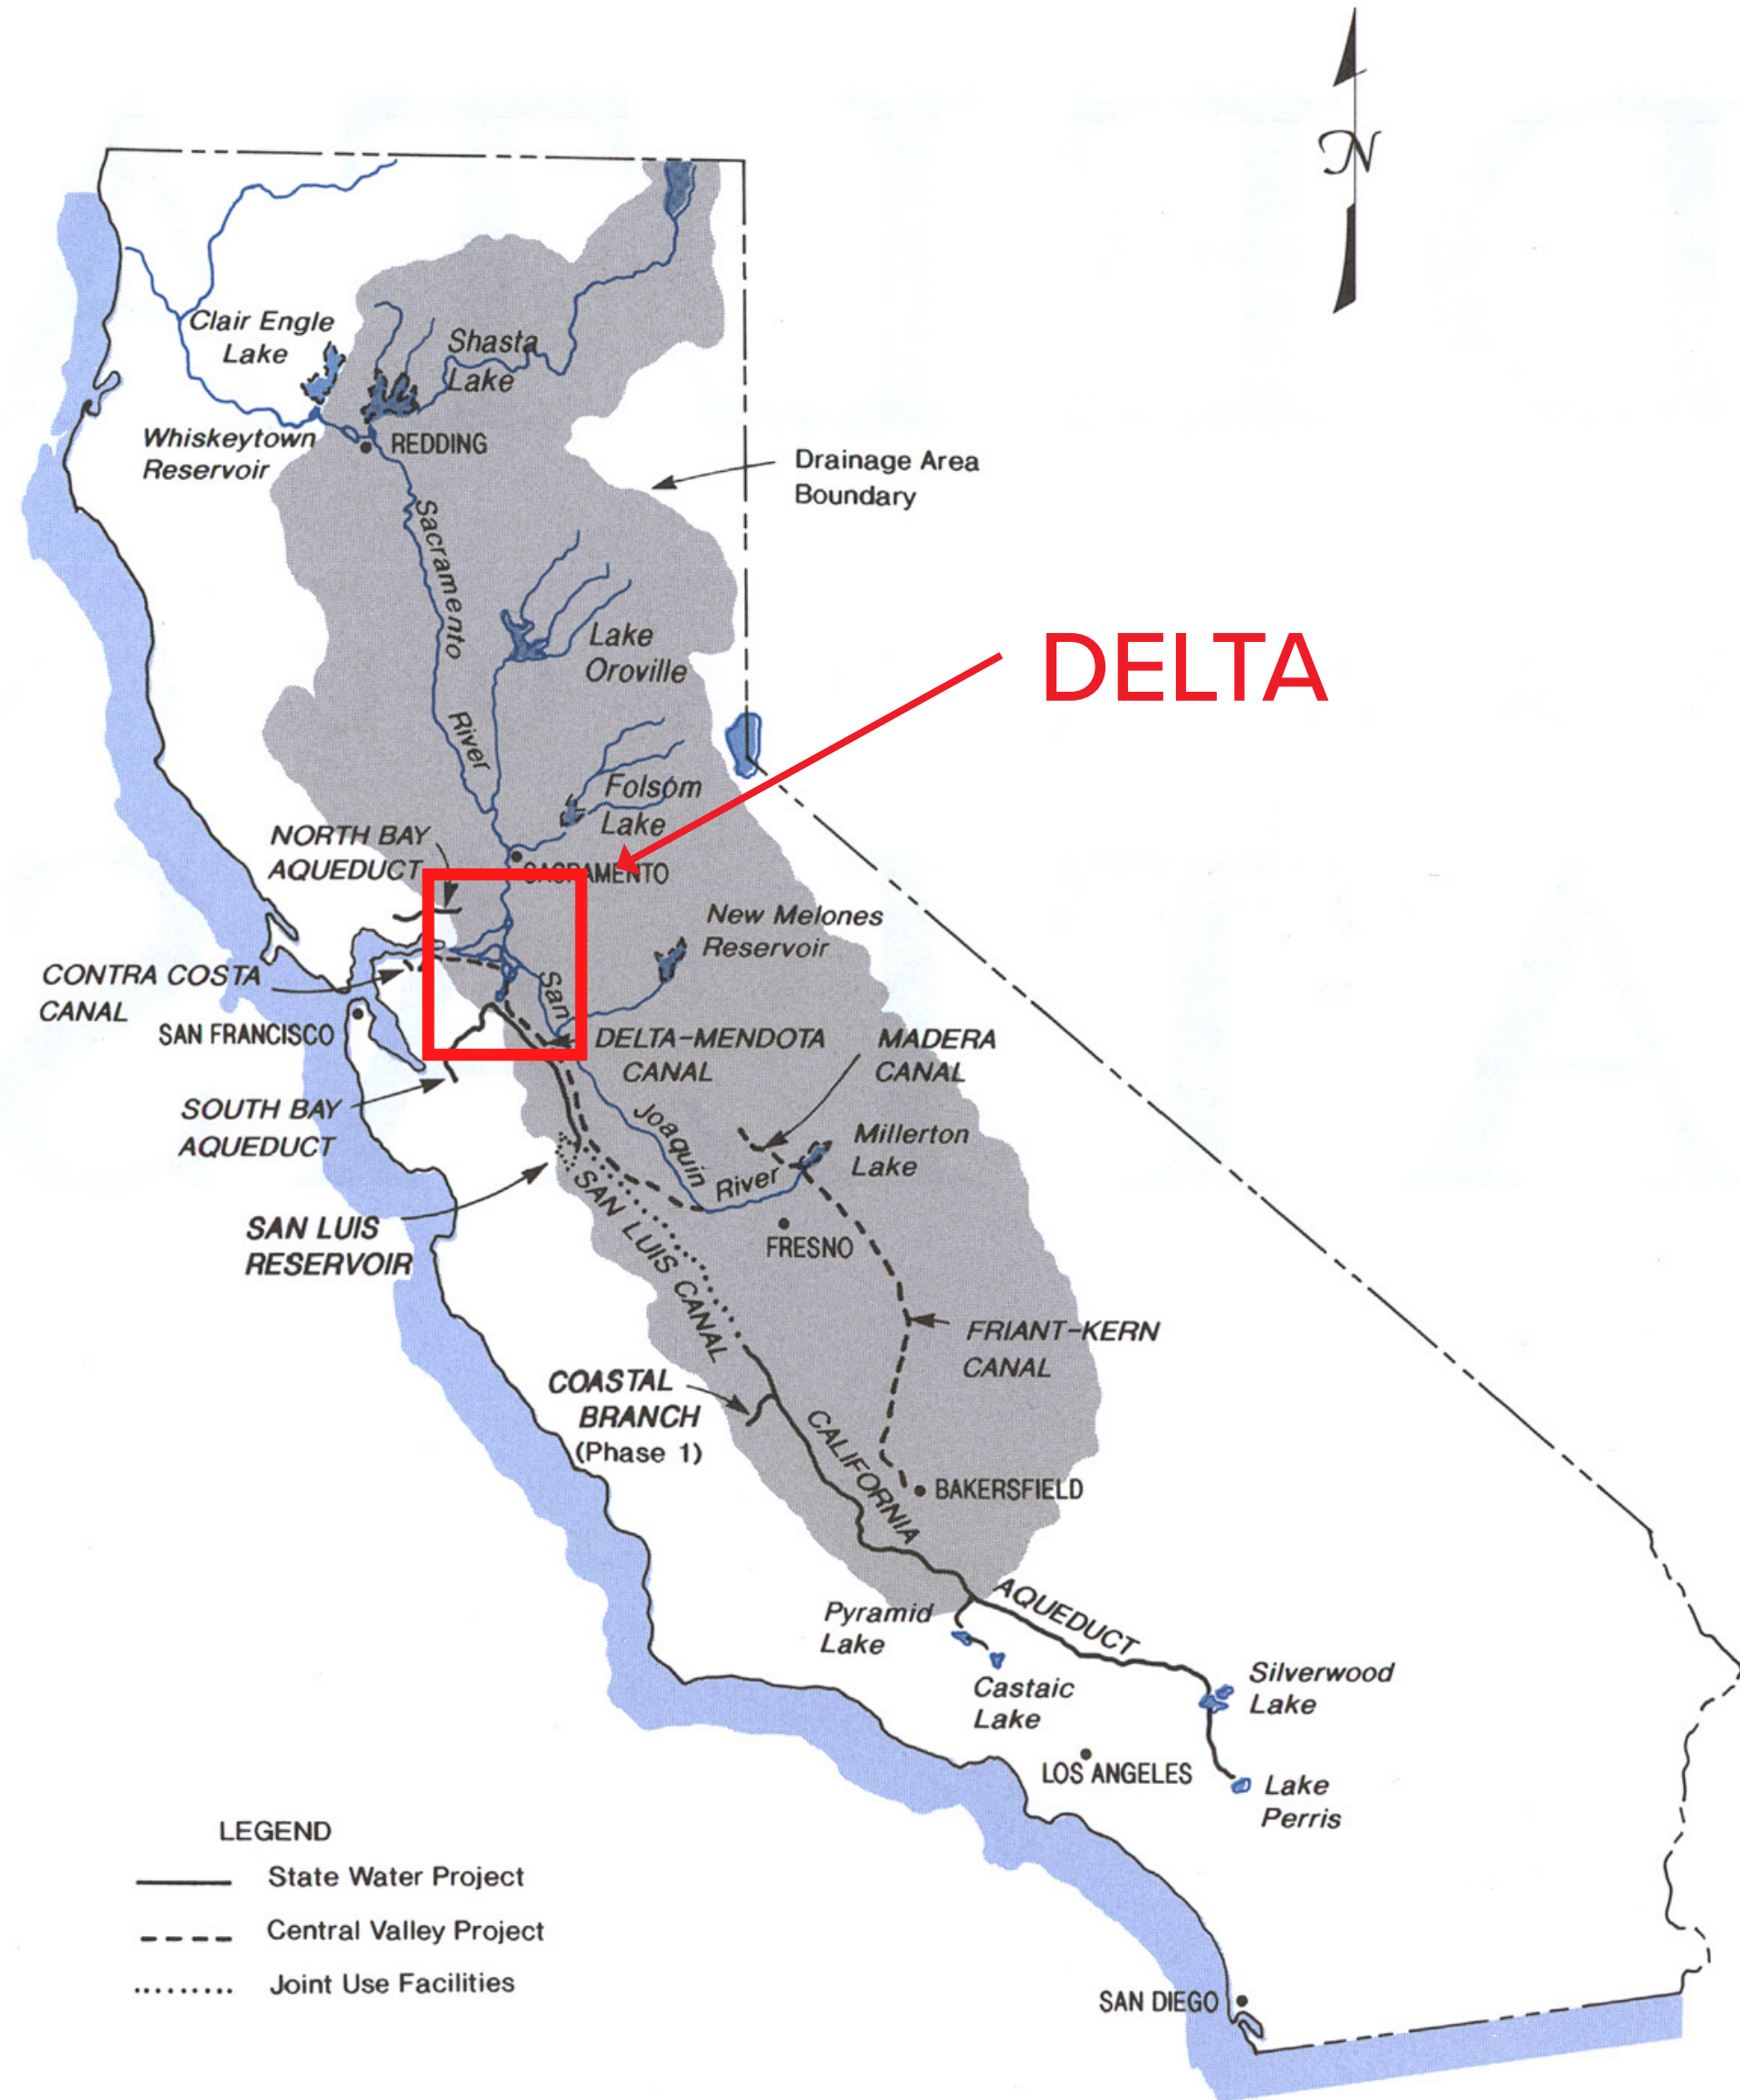 N
Clair Engle
Lake
Shasta
Lake
Whiskeytown
Reservoir
REDDING
Drainage Area
Boundary
Sacramento
River
Lake
Oroville
DELTA
Folsom
Lake
NORTH BAY
AQUEDUCT
SACRAMENTO
New Melones
Reservoir
CONTRA COSTA
CANAL
SAN FRANCISCO
San
Joaquin
River
DELTA-MENDOTA
CANAL
MADERA
CANAL
SOUTH BAY
AQUEDUCT
Millerton
Lake
SAN LUIS
RESERVOIR
SAN LUIS CANAL
FRESNO
FRIANT-KERN
CANAL
COASTAL
BRANCH
(Phase 1)
CALIFORNIA
AQUEDUCT
BAKERSFIELD
Pyramid
Lake
Castaic
Lake
Silverwood
Lake
LOS ANGELES
Lake
Perris
SAN DIEGO
LEGEND
State Water Project
Central Valley Project
Joint Use Facilities